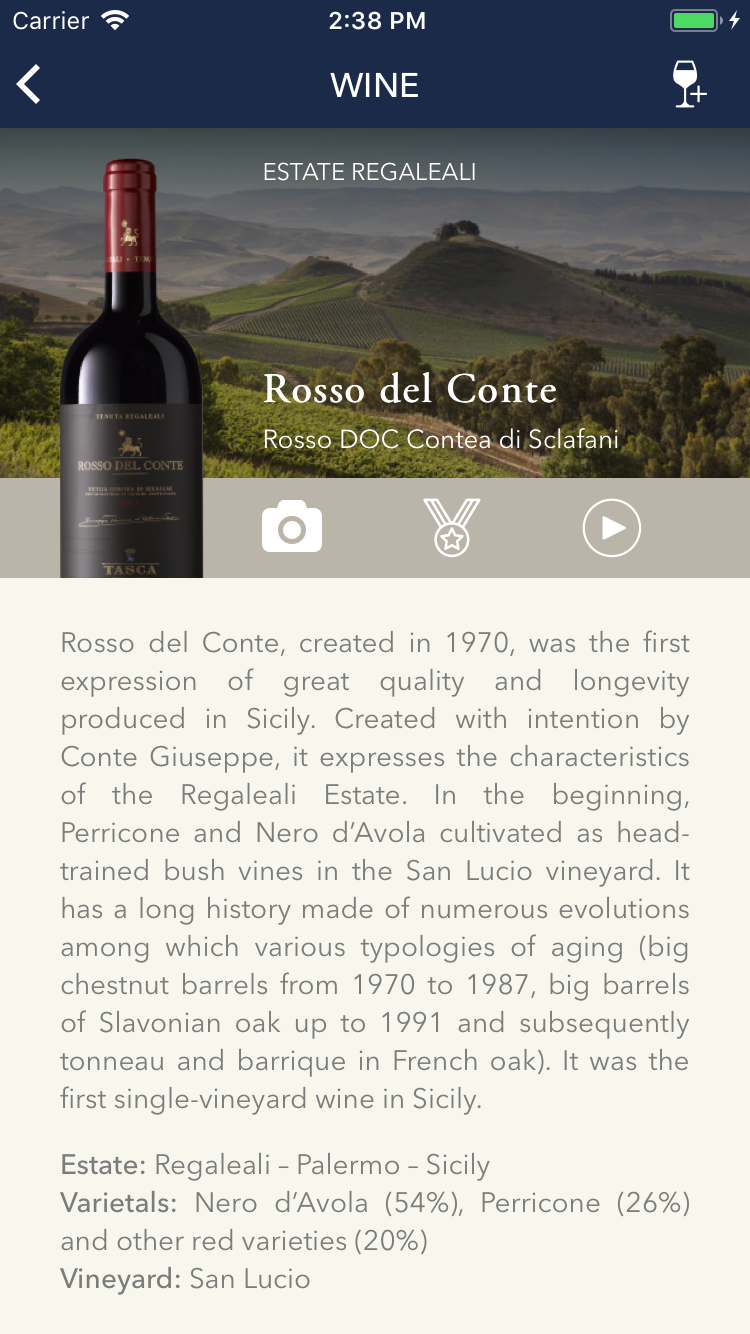 Carrier
2:38 PM
WINE
ESTATE REGALEALI
Rosso del Conte
Rosso DOC Contea di Sclafani
TENUTA REGALEALI
ROSSO DEL CONTE
TASCA
Rosso del Conte, created in 1970, was the first
expression of great quality and longevity
produced in Sicily. Created with intention by
Conte Giuseppe, it expresses the characteristics
of the Regaleali Estate. In the beginning,
Perricone and Nero d’Avola cultivated as head-
trained bush vines in the San Lucio vineyard. It
has a long history made of numerous evolutions
among which various typologies of aging (big
chestnut barrels from 1970 to 1987, big barrels
of Slavonian oak up to 1991 and subsequently
tonneau and barrique in French oak). It was the
first single-vineyard wine in Sicily.
Estate: Regaleali – Palermo – Sicily
Varietals: Nero d’Avola (54%), Perricone (26%)
and other red varieties (20%)
Vineyard: San Lucio